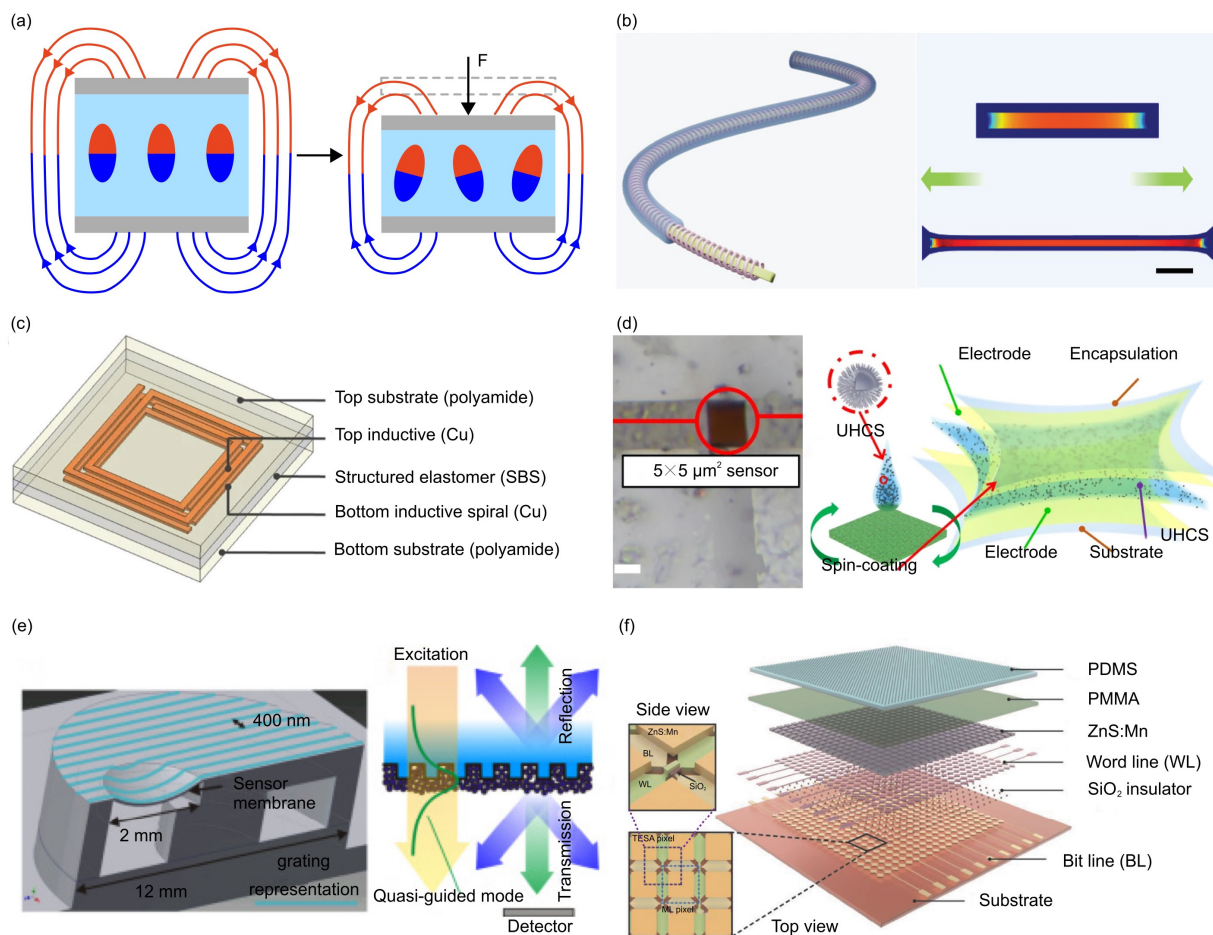 (a)
F
(b)
(c)
Top substrate (polyamide)
Top inductive (Cu)
Structured elastomer (SBS)
Bottom inductive spiral (Cu)
Bottom substrate (polyamide)
(d)
5×5 μm² sensor
UHCS
Spin-coating
Electrode
Encapsulation
Electrode
Substrate
UHCS
(e)
400 nm
Sensor
membrane
2 mm
12 mm
grating
representation
Excitation
Reflection
Transmission
Quasi-guided mode
Detector
(f)
Side view
ZnS:Mn
BL
WL
SiO₂
TESA pixel
ML pixel
Top view
PDMS
PMMA
ZnS:Mn
Word line (WL)
SiO₂ insulator
Bit line (BL)
Substrate